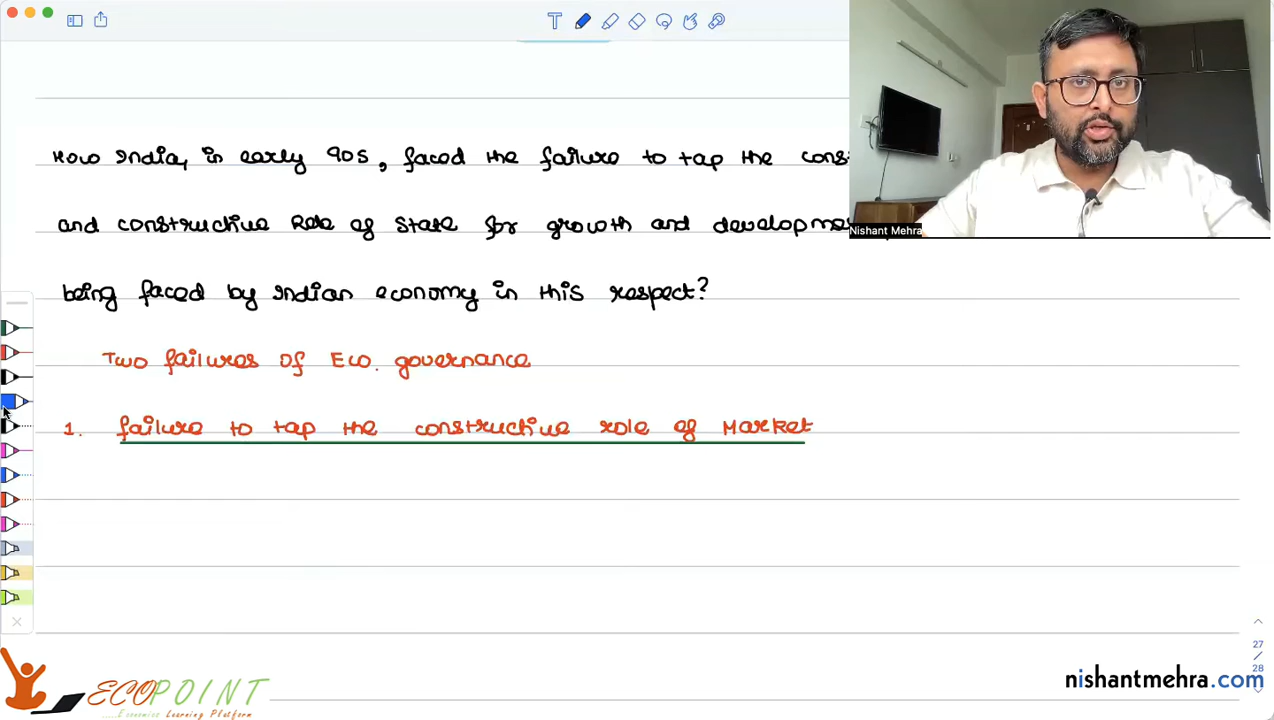 How India, in early 90s, faced the failure to tap the
and constructive Role of State for growth and
being faced by Indian economy in this respect?
Two failures of Eco. governance
1. failure to tap the constructive role of Market
Nishant Mehra
27
/
28
ECOPOINT
....Economics Learning Platform
nishantmehra.com